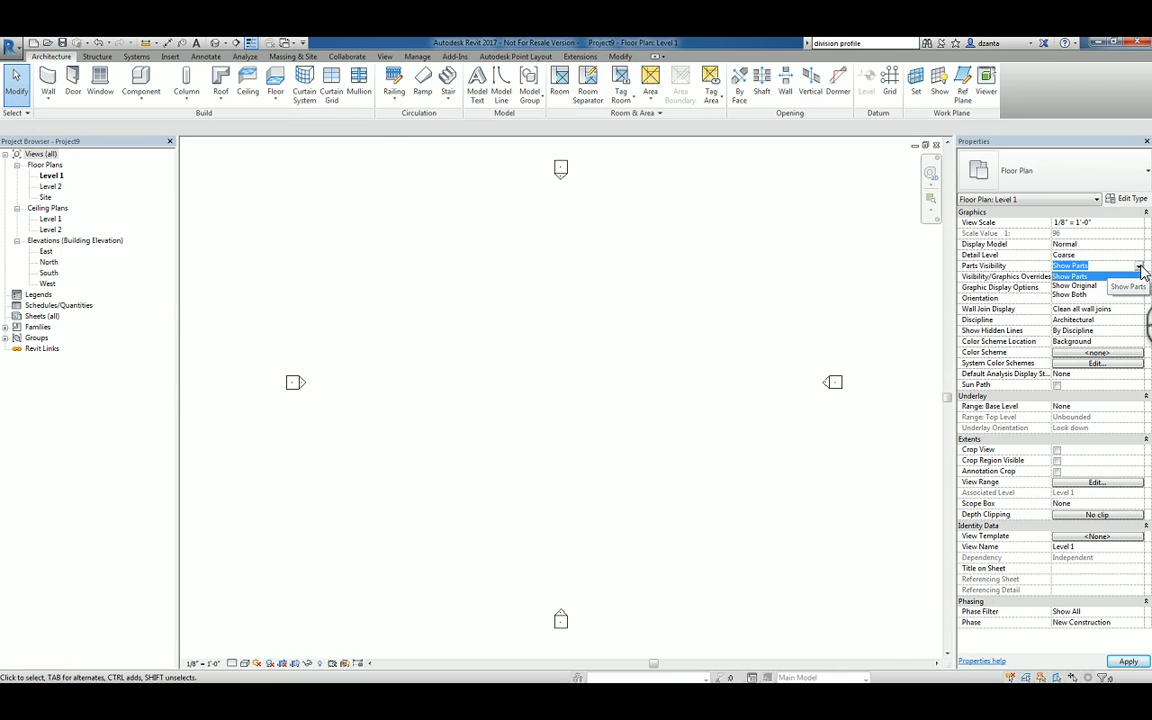 Autodesk Revit 2017 - Not For Resale Version - Project9 - Floor Plan: Level 1
division profile
dzanta
Architecture Structure Systems Insert Annotate Analyze Massing & Site Collaborate View Manage Add-Ins Autodesk Point Layout Extensions Modify
Modify Wall Door Window Component Column Roof Ceiling Floor Curtain System Curtain Grid Mullion Railing Ramp Stair Model Text Model Line Model Group Room Room Separator Tag Room Area Area Boundary Tag Area By Face Shaft Wall Vertical Dormer Level Grid Set Show Ref Plane Viewer
Select Build Circulation Model Room & Area Opening Datum Work Plane
Project Browser - Project9
Views (all)
Floor Plans
Level 1
Level 2
Site
Ceiling Plans
Level 1
Level 2
Elevations (Building Elevation)
East
North
South
West
Legends
Schedules/Quantities
Sheets (all)
Families
Groups
Revit Links
Properties
Floor Plan
Floor Plan: Level 1 Edit Type
Graphics
View Scale 1/8" = 1'-0"
Scale Value 1: 96
Display Model Normal
Detail Level Coarse
Parts Visibility Show Parts
Visibility/Graphics Overrides Show Parts
Graphic Display Options Show Original
Show Parts
Orientation Show Both
Wall Join Display Clean all wall joins
Discipline Architectural
Show Hidden Lines By Discipline
Color Scheme Location Background
Color Scheme <none>
System Color Schemes Edit...
Default Analysis Display St... None
Sun Path
Underlay
Range: Base Level None
Range: Top Level Unbounded
Underlay Orientation Look down
Extents
Crop View
Crop Region Visible
Annotation Crop
View Range Edit...
Associated Level Level 1
Scope Box None
Depth Clipping No clip
Identity Data
View Template <None>
View Name Level 1
Dependency Independent
Title on Sheet
Referencing Sheet
Referencing Detail
Phasing
Phase Filter Show All
Phase New Construction
Properties help Apply
1/8" = 1'-0"
Click to select, TAB for alternates, CTRL adds, SHIFT unselects.
:0 Main Model :0